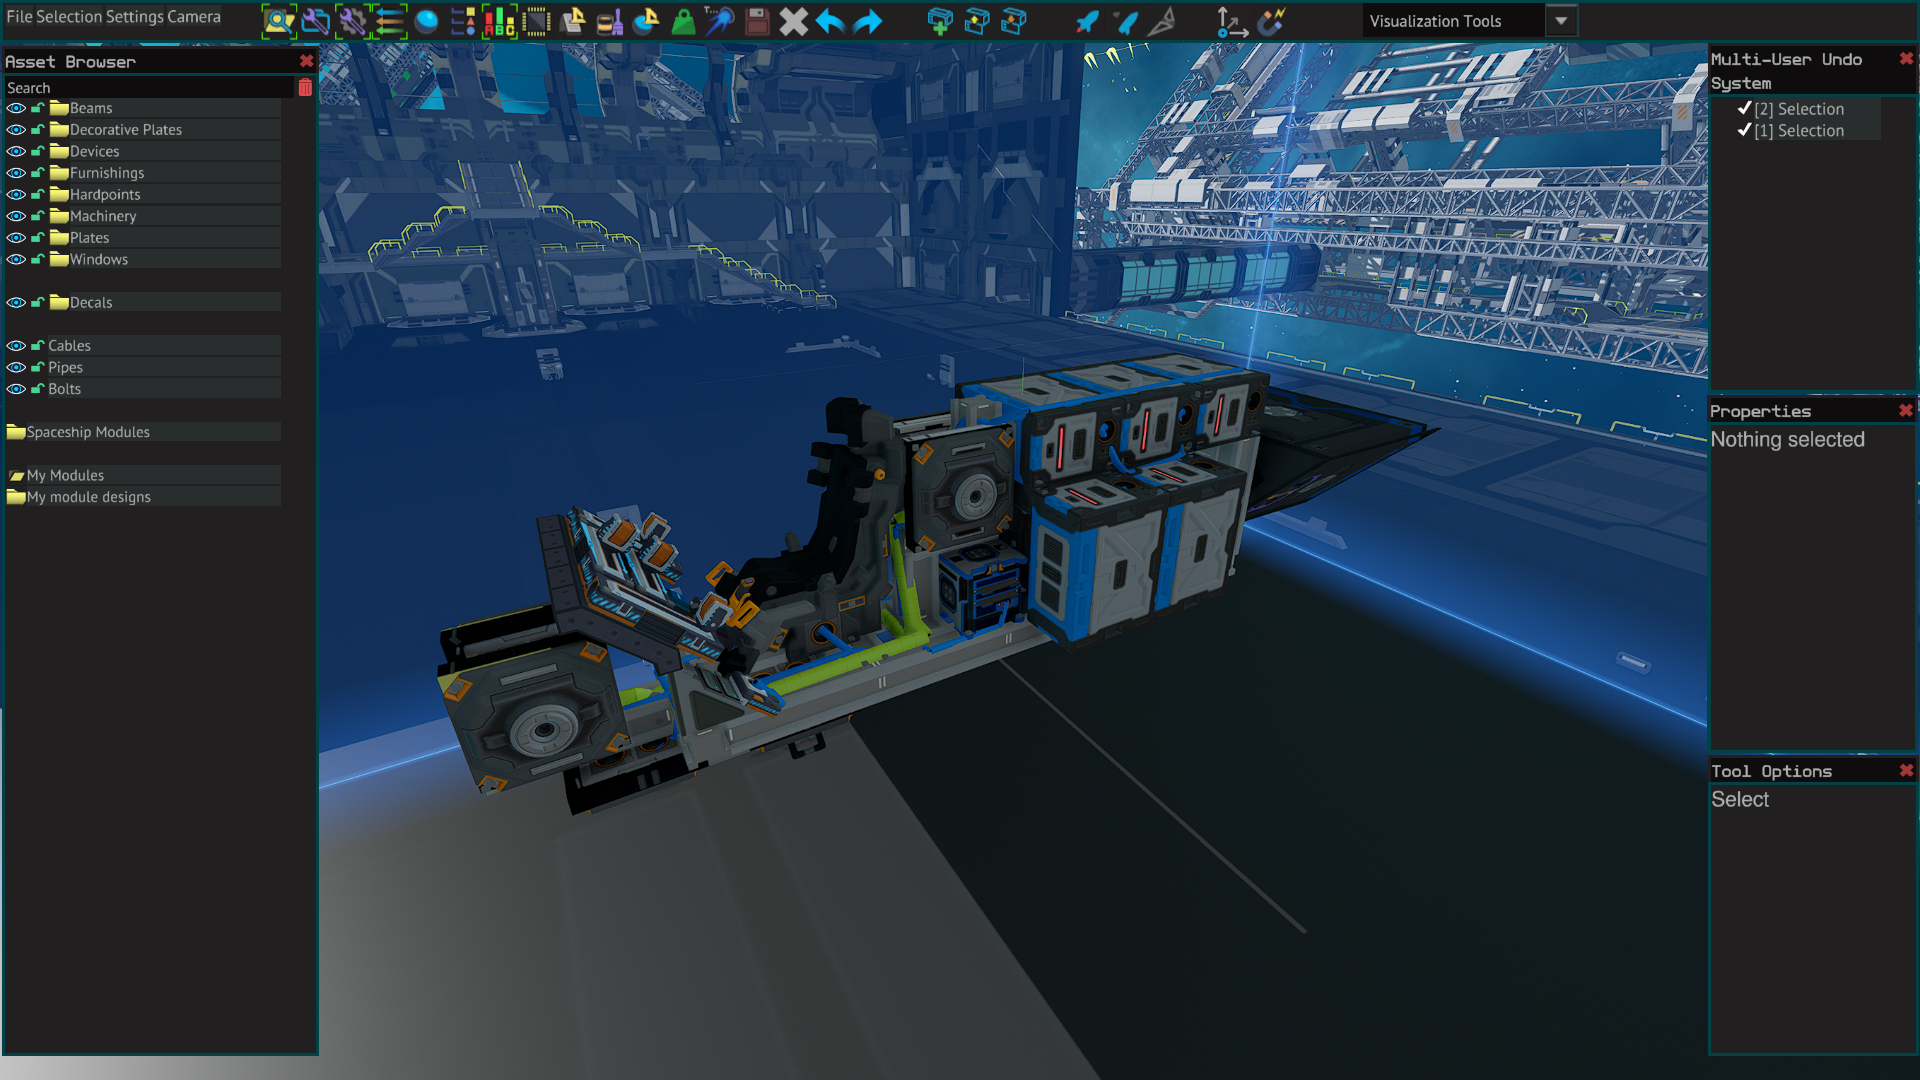 File Selection Settings Camera
Visualization Tools
Asset Browser
Search
Beams
Decorative Plates
Devices
Furnishings
Hardpoints
Machinery
Plates
Windows
Decals
Cables
Pipes
Bolts
Spaceship Modules
My Modules
My module designs
Multi-User Undo
System
[2] Selection
[1] Selection
Properties
Nothing selected
Tool Options
Select